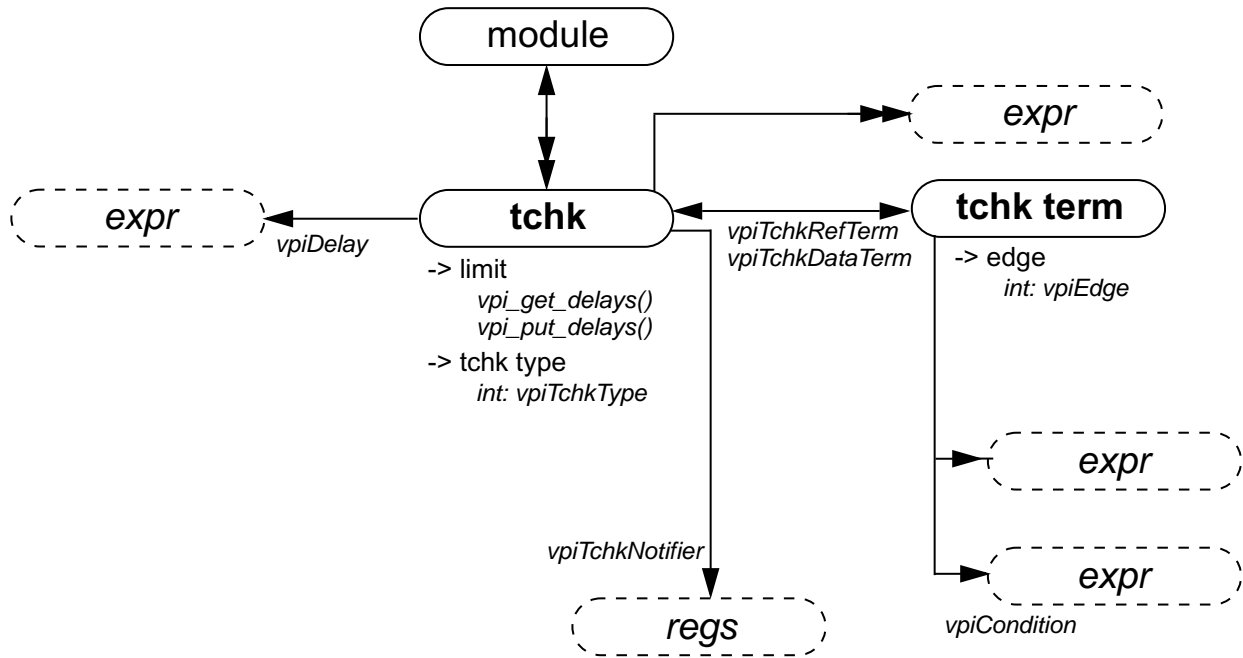 module
expr
expr
vpiDelay
tchk
vpiTchkRefTerm
vpiTchkDataTerm
tchk term
-> limit
vpi_get_delays()
vpi_put_delays()
-> tchk type
int: vpiTchkType
-> edge
int: vpiEdge
expr
vpiTchkNotifier
expr
regs
vpiCondition